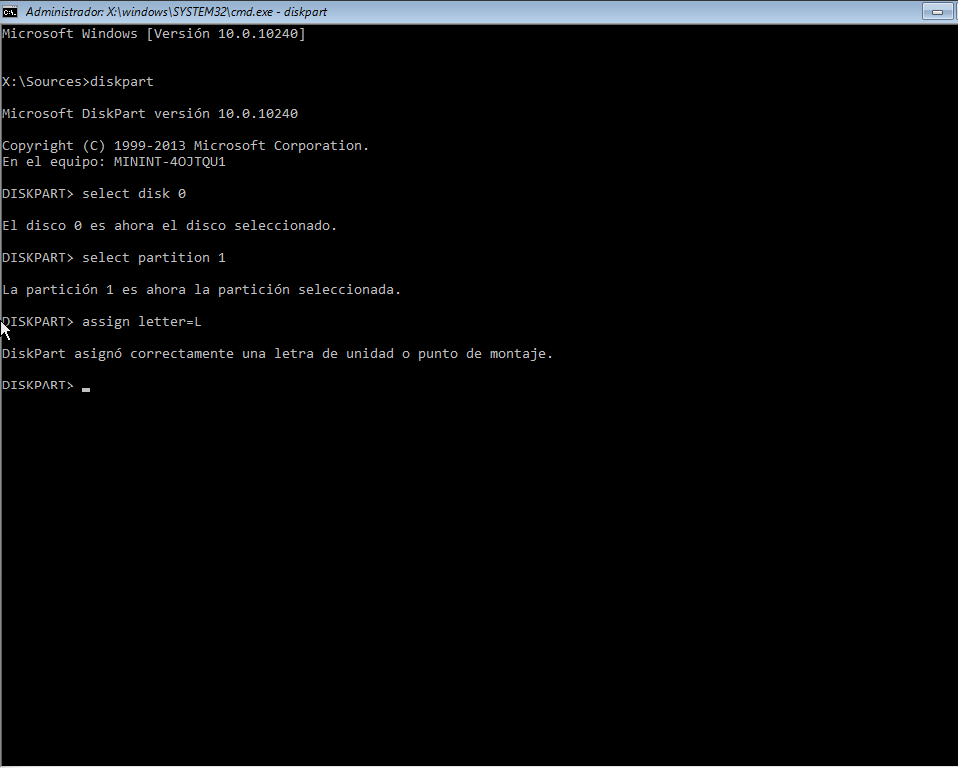 Administrador: X:\windows\SYSTEM32\cmd.exe - diskpart
Microsoft Windows [Versión 10.0.10240]
X:\Sources>diskpart
Microsoft DiskPart versión 10.0.10240
Copyright (C) 1999-2013 Microsoft Corporation.
En el equipo: MININT-4OJTQU1
DISKPART> select disk 0
El disco 0 es ahora el disco seleccionado.
DISKPART> select partition 1
La partición 1 es ahora la partición seleccionada.
DISKPART> assign letter=L
DiskPart asignó correctamente una letra de unidad o punto de montaje.
DISKPART>